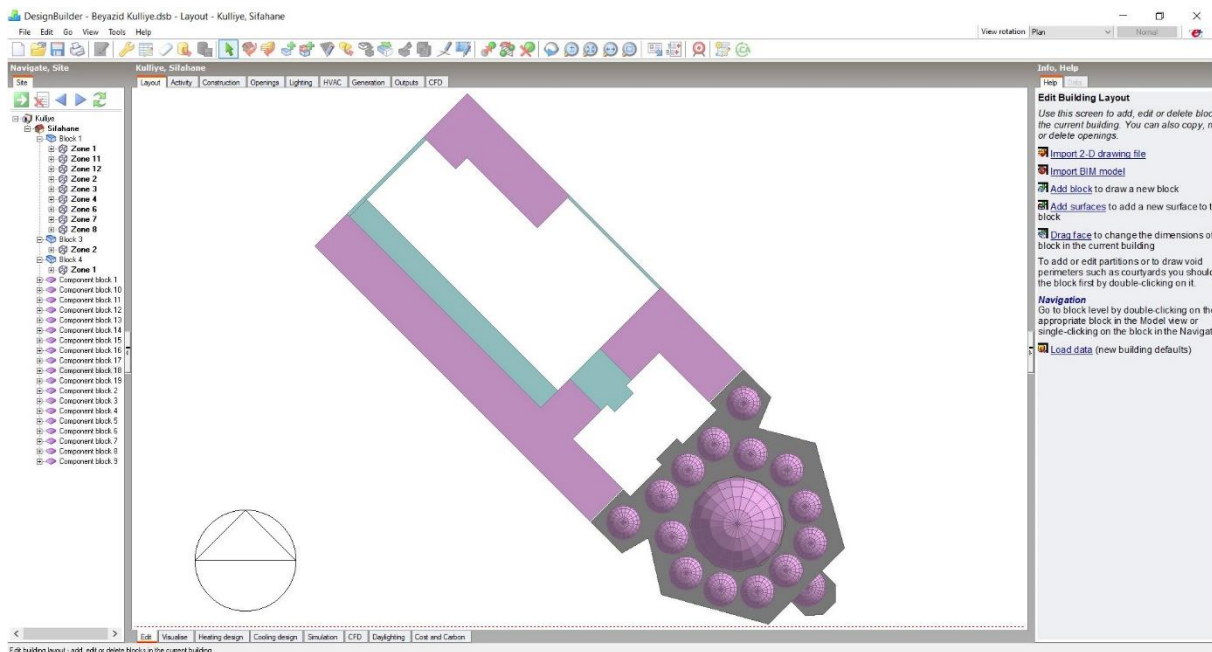 DesignBuilder - Beyazid Kulliye.dsb - Layout - Kulliye, Sifahane
File Edit Go View Tools Help
View rotation Plan Normal
Navigate, Site
Site
Kulliye
Sifahane
Block 1
Zone 1
Zone 11
Zone 12
Zone 2
Zone 3
Zone 4
Zone 6
Zone 7
Zone 8
Block 3
Zone 2
Block 4
Zone 1
Component block 1
Component block 10
Component block 11
Component block 12
Component block 13
Component block 14
Component block 15
Component block 16
Component block 17
Component block 18
Component block 19
Component block 2
Component block 3
Component block 4
Component block 5
Component block 6
Component block 7
Component block 8
Component block 9
Kulliye, Sifahane
Layout Activity Construction Openings Lighting HVAC Generation Outputs CFD
Edit Visualise Heating design Cooling design Simulation CFD Daylighting Cost and Carbon
Info, Help
Help Data
Edit Building Layout
Use this screen to add, edit or delete bloc
the current building. You can also copy, m
or delete openings.
Import 2-D drawing file
Import BIM model
Add block to draw a new block
Add surfaces to add a new surface to t
block
Drag face to change the dimensions of
block in the current building
To add or edit partitions or to draw void
perimeters such as courtyards you should
the block first by double-clicking on it.
Navigation
Go to block level by double-clicking on the
appropriate block in the Model view or
single-clicking on the block in the Navigat
Load data (new building defaults)
Edit building layout - add, edit or delete blocks in the current building